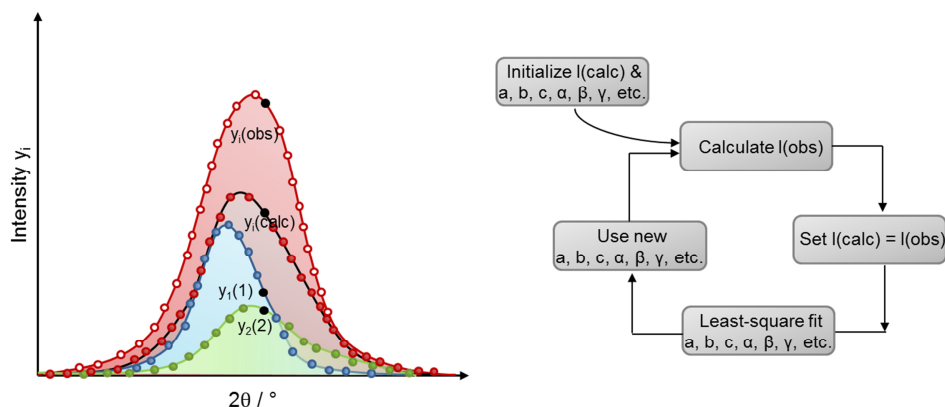 Intensity yᵢ
yᵢ(obs)
yᵢ(calc)
y₁(1)
y₂(2)
2θ / °
Initialize I(calc) &
a, b, c, α, β, γ, etc.
Calculate I(obs)
Set I(calc) = I(obs)
Least-square fit
a, b, c, α, β, γ, etc.
Use new
a, b, c, α, β, γ, etc.